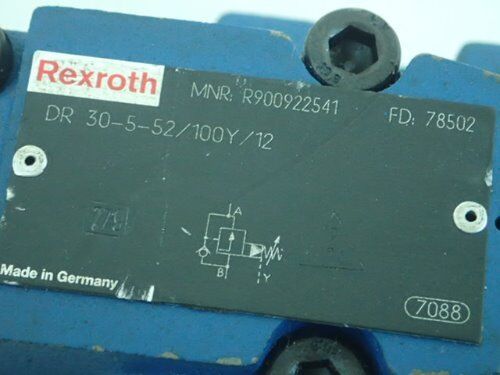 Rexroth
MNR: R900922541
FD: 78502
DR 30-5-52/100Y/12
A
B
Y
Made in Germany
7088